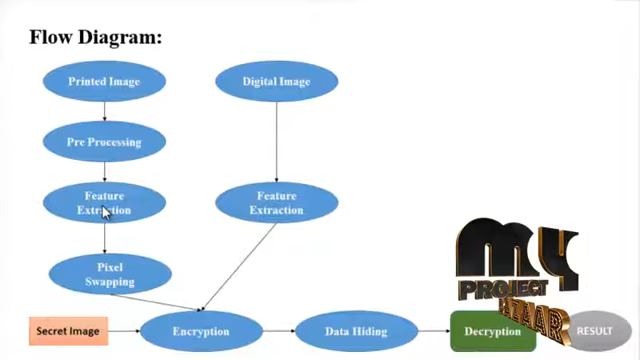 Flow Diagram:
Printed Image
Digital Image
Pre Processing
Feature
Extraction
Feature
Extraction
Pixel
Swapping
Secret Image
Encryption
Data Hiding
Decryption
RESULT
my
PROJECT
BAZAAR